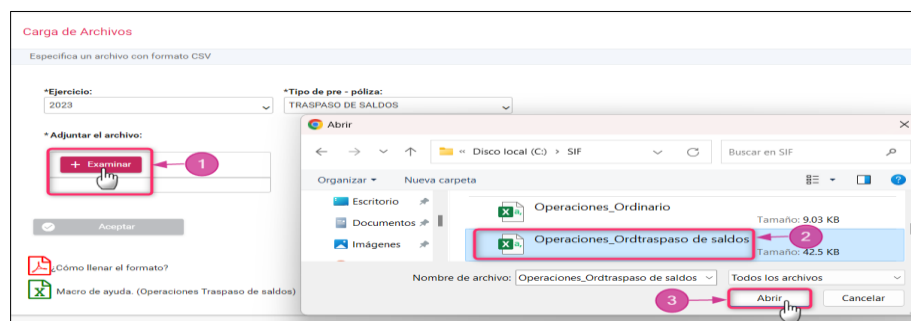 Carga de Archivos
Especifica un archivo con formato CSV
*Ejercicio:
*Tipo de pre - póliza:
2023
TRASPASO DE SALDOS
*Adjuntar el archivo:
+ Examinar
1
Aceptar
¿Cómo llenar el formato?
Macro de ayuda. (Operaciones Traspaso de saldos)
Abrir
« Disco local (C:) > SIF
Buscar en SIF
Organizar
Nueva carpeta
Escritorio
Documentos
Imágenes
Operaciones_Ordinario
Tamaño: 9.03 KB
Operaciones_Ordtraspaso de saldos
2
Tamaño: 42.5 KB
Nombre de archivo:
Operaciones_Ordtraspaso de saldos
Todos los archivos
3
Abrir
Cancelar